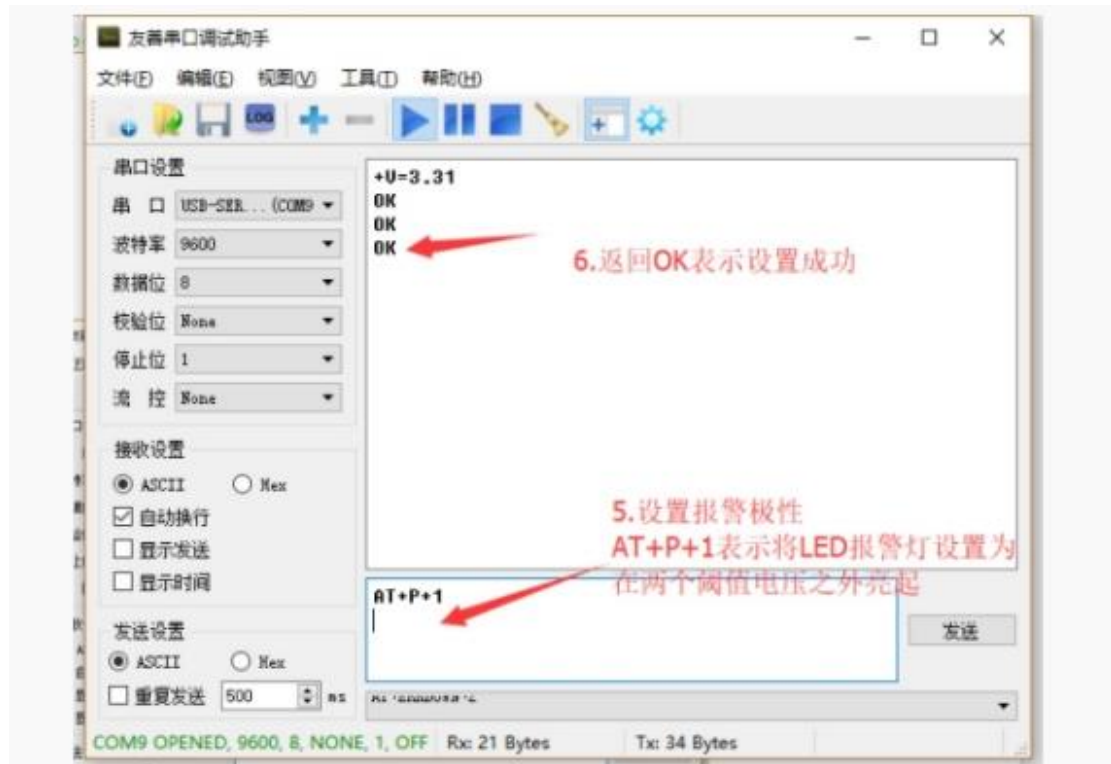 友善串口调试助手
文件(F) 编辑(E) 视图(V) 工具(T) 帮助(H)
LOG
串口设置
串 口 USB-SER...(COM9
波特率 9600
数据位 8
校验位 None
停止位 1
流 控 None
接收设置
ASCII Hex
自动换行
显示发送
显示时间
发送设置
ASCII Hex
重复发送 500 ms
+V=3.31
OK
OK
OK
6.返回OK表示设置成功
5.设置报警极性
AT+P+1表示将LED报警灯设置为
在两个阈值电压之外亮起
AT+P+1
发送
COM9 OPENED, 9600, 8, NONE, 1, OFF Rx: 21 Bytes Tx: 34 Bytes